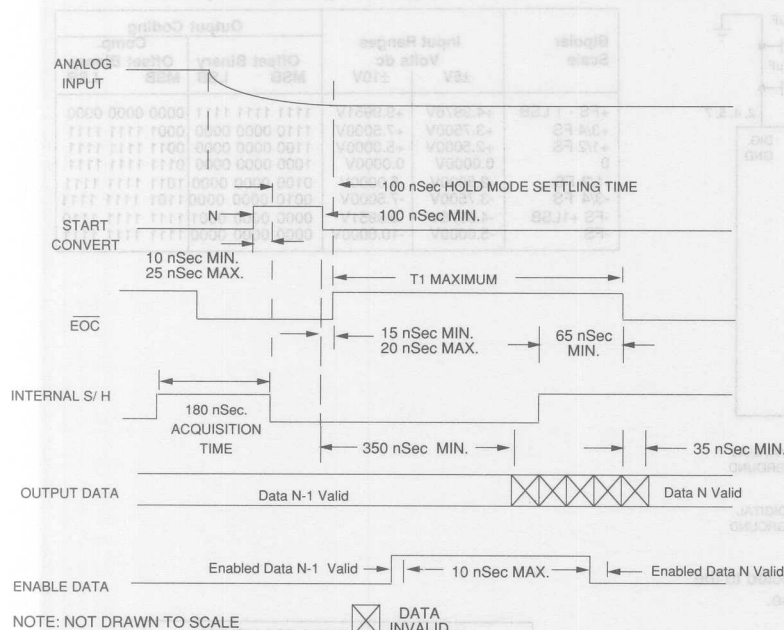 ANALOG
INPUT
100 nSec HOLD MODE SETTLING TIME
N
100 nSec MIN.
START
CONVERT
10 nSec MIN.
25 nSec MAX.
T1 MAXIMUM
EOC
15 nSec MIN.
20 nSec MAX.
65 nSec
MIN.
INTERNAL S/ H
180 nSec.
ACQUISITION
TIME
350 nSec MIN.
35 nSec MIN.
OUTPUT DATA
Data N-1 Valid
Data N Valid
Enabled Data N-1 Valid
10 nSec MAX.
Enabled Data N Valid
ENABLE DATA
NOTE: NOT DRAWN TO SCALE
DATA
INVALID